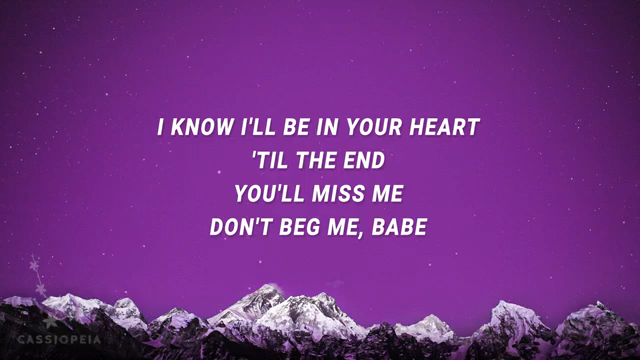 I KNOW I'LL BE IN YOUR HEART
'TIL THE END
YOU'LL MISS ME
DON'T BEG ME, BABE
CASSIOPEIA